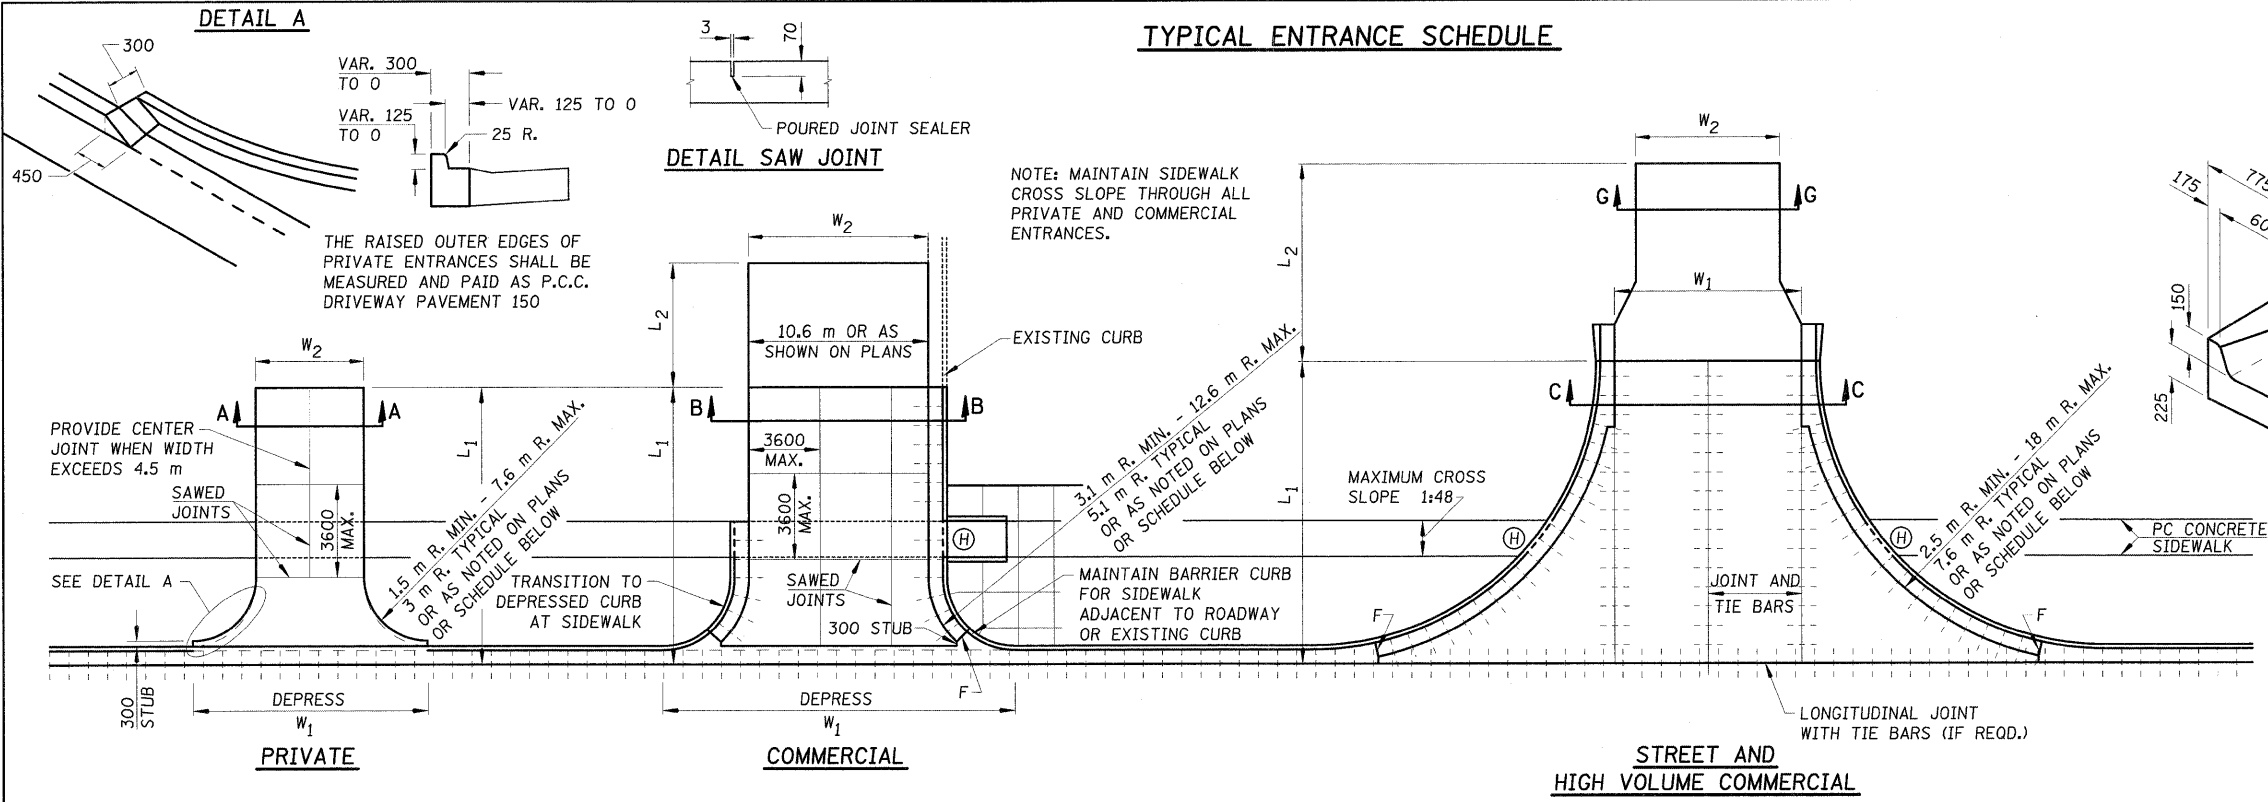 DETAIL A
300
450
VAR. 300
TO 0
VAR. 125
TO 0
VAR. 125 TO 0
25 R.
THE RAISED OUTER EDGES OF
PRIVATE ENTRANCES SHALL BE
MEASURED AND PAID AS P.C.C.
DRIVEWAY PAVEMENT 150
3
70
POURED JOINT SEALER
DETAIL SAW JOINT
TYPICAL ENTRANCE SCHEDULE
NOTE: MAINTAIN SIDEWALK
CROSS SLOPE THROUGH ALL
PRIVATE AND COMMERCIAL
ENTRANCES.
W2
A
A
PROVIDE CENTER
JOINT WHEN WIDTH
EXCEEDS 4.5 m
SAWED
JOINTS
3600
MAX.
L1
1.5 m R. MIN. - 7.6 m R. MAX.
3 m R. TYPICAL
OR AS NOTED ON PLANS
OR SCHEDULE BELOW
SEE DETAIL A
300
STUB
DEPRESS
W1
PRIVATE
W2
L2
10.6 m OR AS
SHOWN ON PLANS
EXISTING CURB
B
B
L1
3600
MAX.
3600
MAX.
H
3.1 m R. MIN. - 12.6 m R. MAX.
5.1 m R. TYPICAL
OR AS NOTED ON PLANS
OR SCHEDULE BELOW
TRANSITION TO
DEPRESSED CURB
AT SIDEWALK
SAWED
JOINTS
300 STUB
MAINTAIN BARRIER CURB
FOR SIDEWALK
ADJACENT TO ROADWAY
OR EXISTING CURB
F
DEPRESS
W1
COMMERCIAL
W2
G
G
L2
W1
C
C
L1
MAXIMUM CROSS
SLOPE 1:48
H
H
2.5 m R. MIN. - 18 m R. MAX.
7.6 m R. TYPICAL
OR AS NOTED ON PLANS
OR SCHEDULE BELOW
PC CONCRETE
SIDEWALK
JOINT AND
TIE BARS
F
F
LONGITUDINAL JOINT
WITH TIE BARS (IF REQD.)
STREET AND
HIGH VOLUME COMMERCIAL
175
775
60
150
225